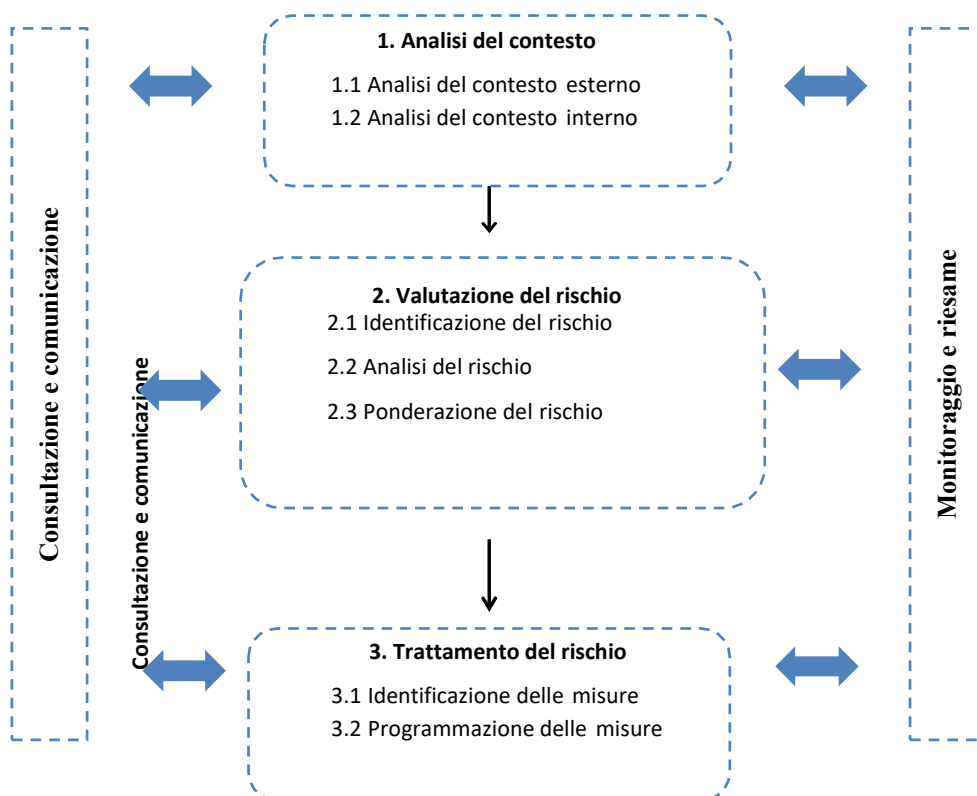 Consultazione e comunicazione
Consultazione e comunicazione
1. Analisi del contesto
1.1 Analisi del contesto esterno
1.2 Analisi del contesto interno
2. Valutazione del rischio
2.1 Identificazione del rischio
2.2 Analisi del rischio
2.3 Ponderazione del rischio
3. Trattamento del rischio
3.1 Identificazione delle misure
3.2 Programmazione delle misure
Monitoraggio e riesame